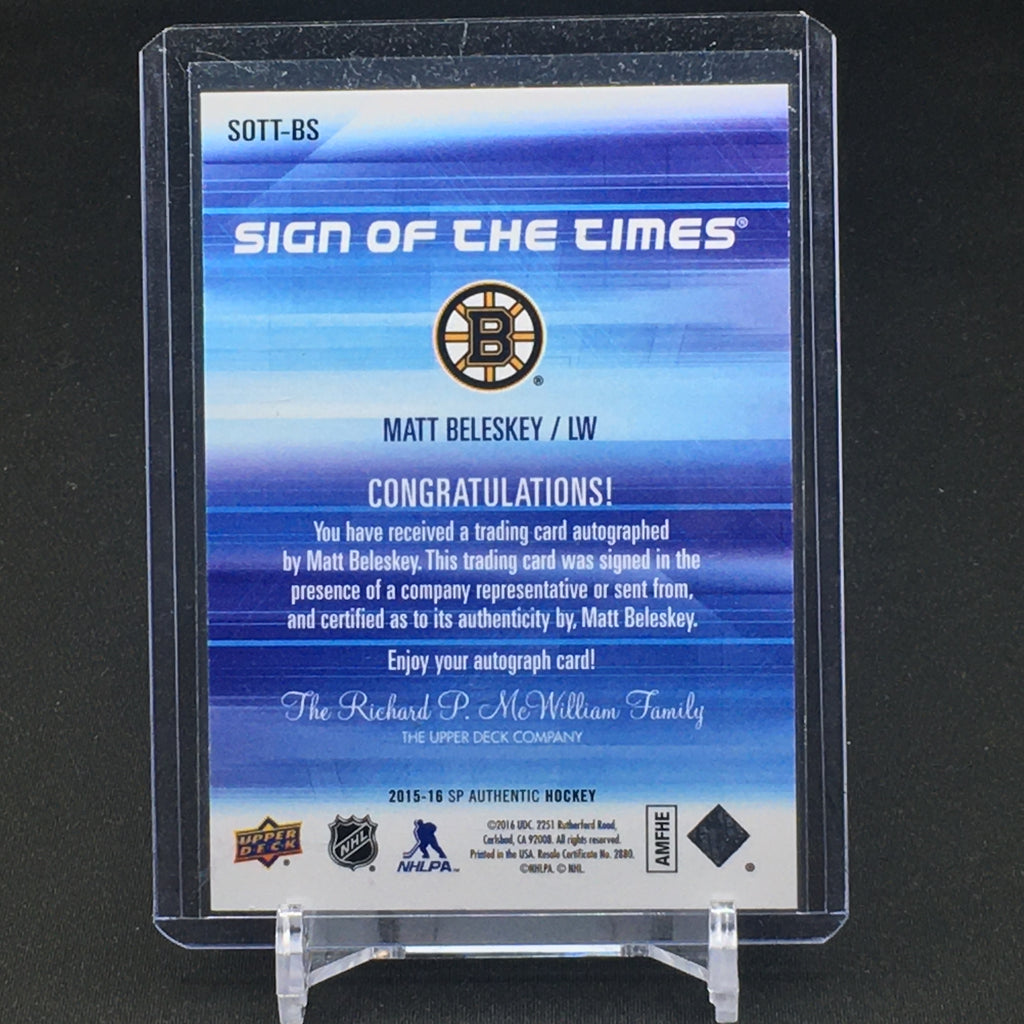 SOTT-BS
SIGN OF THE TIMES®
B
®
MATT BELESKEY / LW
CONGRATULATIONS!
You have received a trading card autographed
by Matt Beleskey. This trading card was signed in the
presence of a company representative or sent from,
and certified as to its authenticity by, Matt Beleskey.
Enjoy your autograph card!
The Richard P. McWilliam Family
THE UPPER DECK COMPANY
2015-16 SP AUTHENTIC HOCKEY
UPPER DECK®
NHL®
NHLPA™
©2016 UDC. 2251 Rutherford Road,
Carlsbad, CA 92008. All rights reserved.
Printed in the USA. Resale Certificate No. 2880.
©NHLPA. © NHL.
AMFHE
®